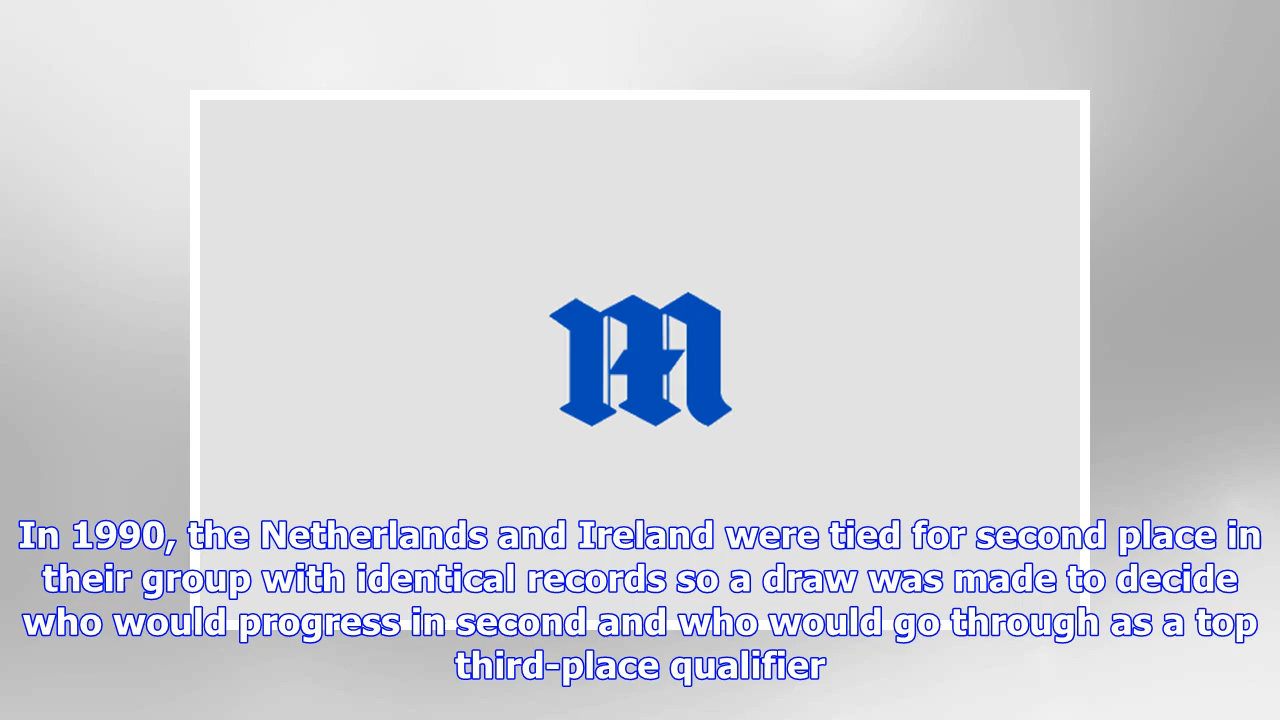 m
In 1990, the Netherlands and Ireland were tied for second place in
their group with identical records so a draw was made to decide
who would progress in second and who would go through as a top
third-place qualifier